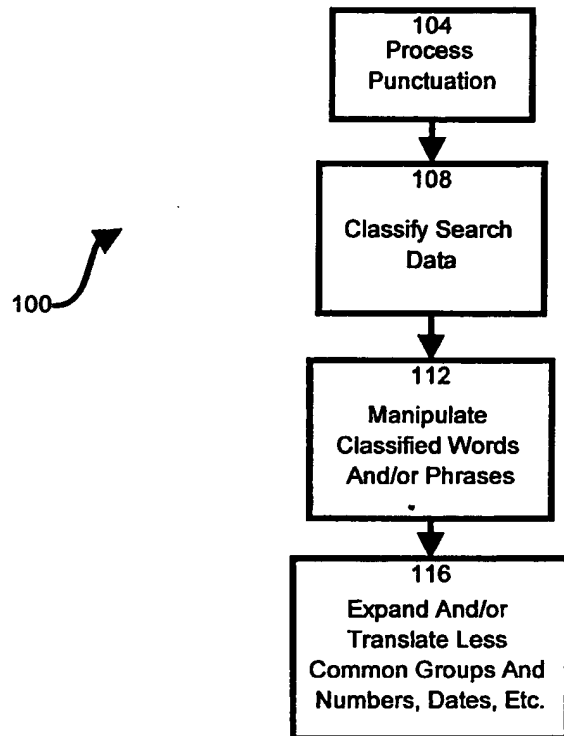 104
Process
Punctuation
108
Classify Search
Data
100
112
Manipulate
Classified Words
And/or Phrases
116
Expand And/or
Translate Less
Common Groups And
Numbers, Dates, Etc.